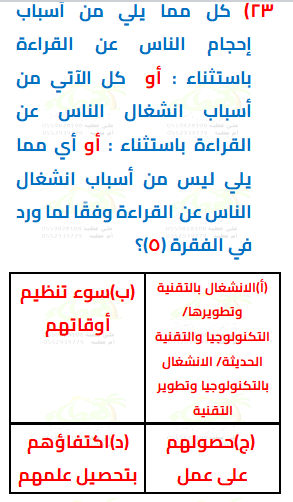 ٢٣) كل مما يلي من أسباب
إحجام الناس عن القراءة
باستثناء : أو كل الآتي من
أسباب انشغال الناس عن
القراءة باستثناء : أو أي مما
يلي ليس من أسباب انشغال
الناس عن القراءة وفقًا لما ورد
في الفقرة (٥)؟
(أ)الانشغال بالتقنية
وتطويرها/
التكنولوجيا والتقنية
الحديثة/ الانشغال
بالتكنولوجيا وتطوير
التقنية
(ب)سوء تنظيم
أوقاتهم
(ج)حصولهم
على عمل
(د)اكتفاؤهم
بتحصيل علمهم